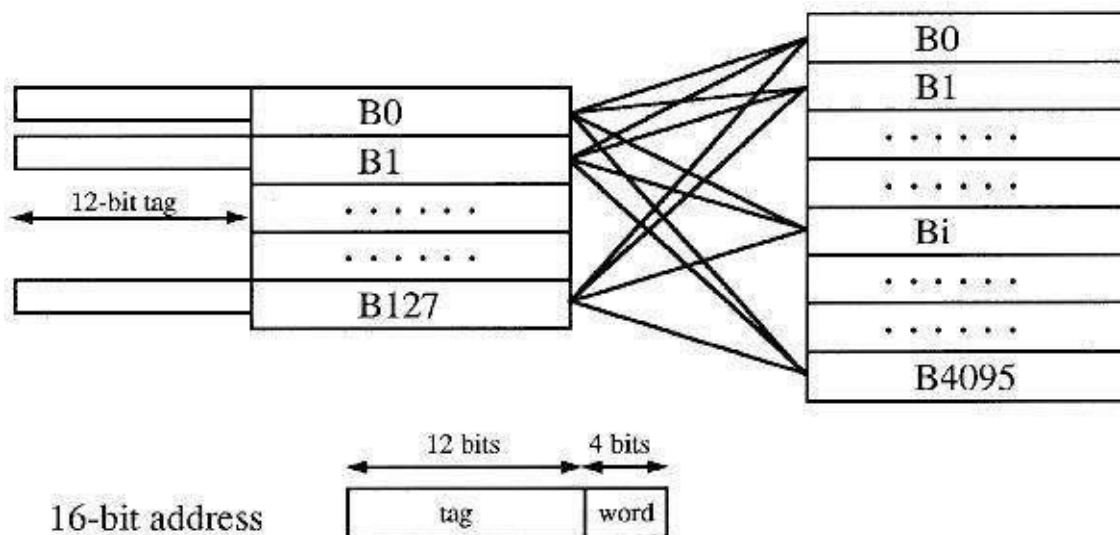 B0
B1
. . . . . .
. . . . . .
B127
12-bit tag
B0
B1
. . . . . .
. . . . . .
Bi
. . . . . .
. . . . . .
B4095
12 bits
4 bits
16-bit address
tag
word